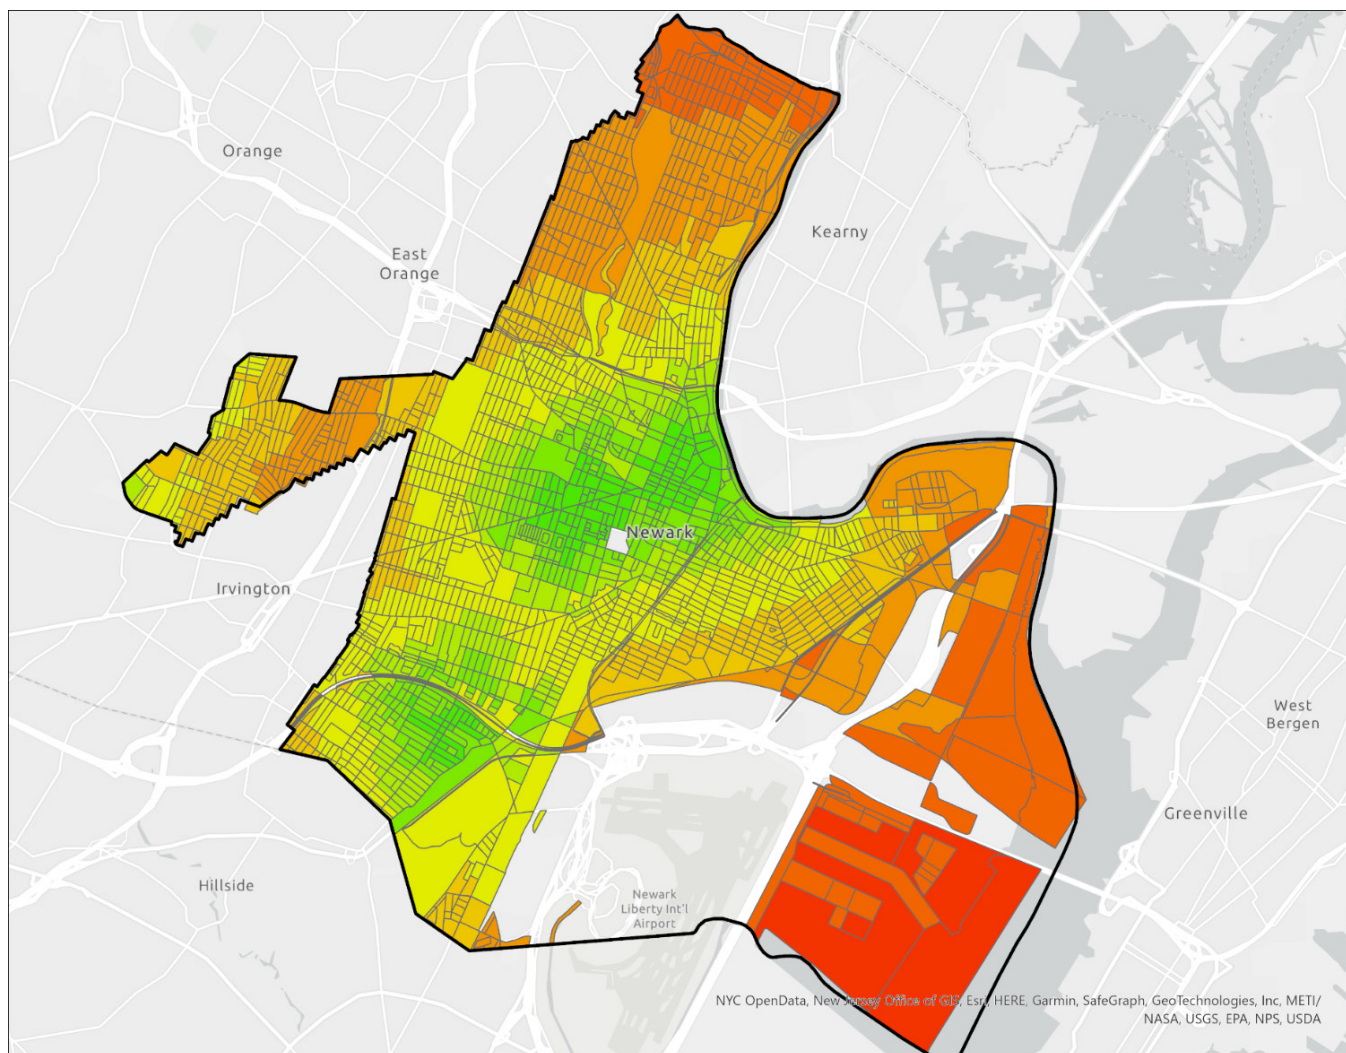 Orange
East
Orange
Kearny
Newark
Irvington
West
Bergen
Greenville
Hillside
Newark
Liberty Int'l
Airport
NYC OpenData, New Jersey Office of GIS, Esri, HERE, Garmin, SafeGraph, GeoTechnologies, Inc, METI/
NASA, USGS, EPA, NPS, USDA